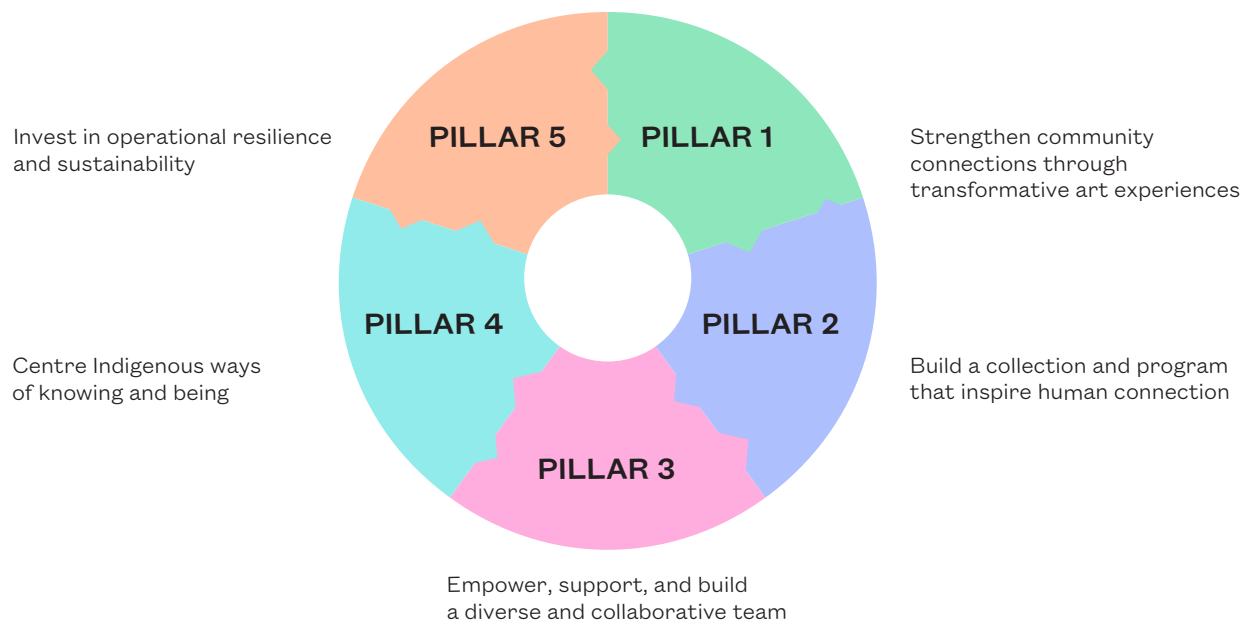 PILLAR 1
Strengthen community
connections through
transformative art experiences
PILLAR 2
Build a collection and program
that inspire human connection
PILLAR 3
Empower, support, and build
a diverse and collaborative team
PILLAR 4
Centre Indigenous ways
of knowing and being
PILLAR 5
Invest in operational resilience
and sustainability